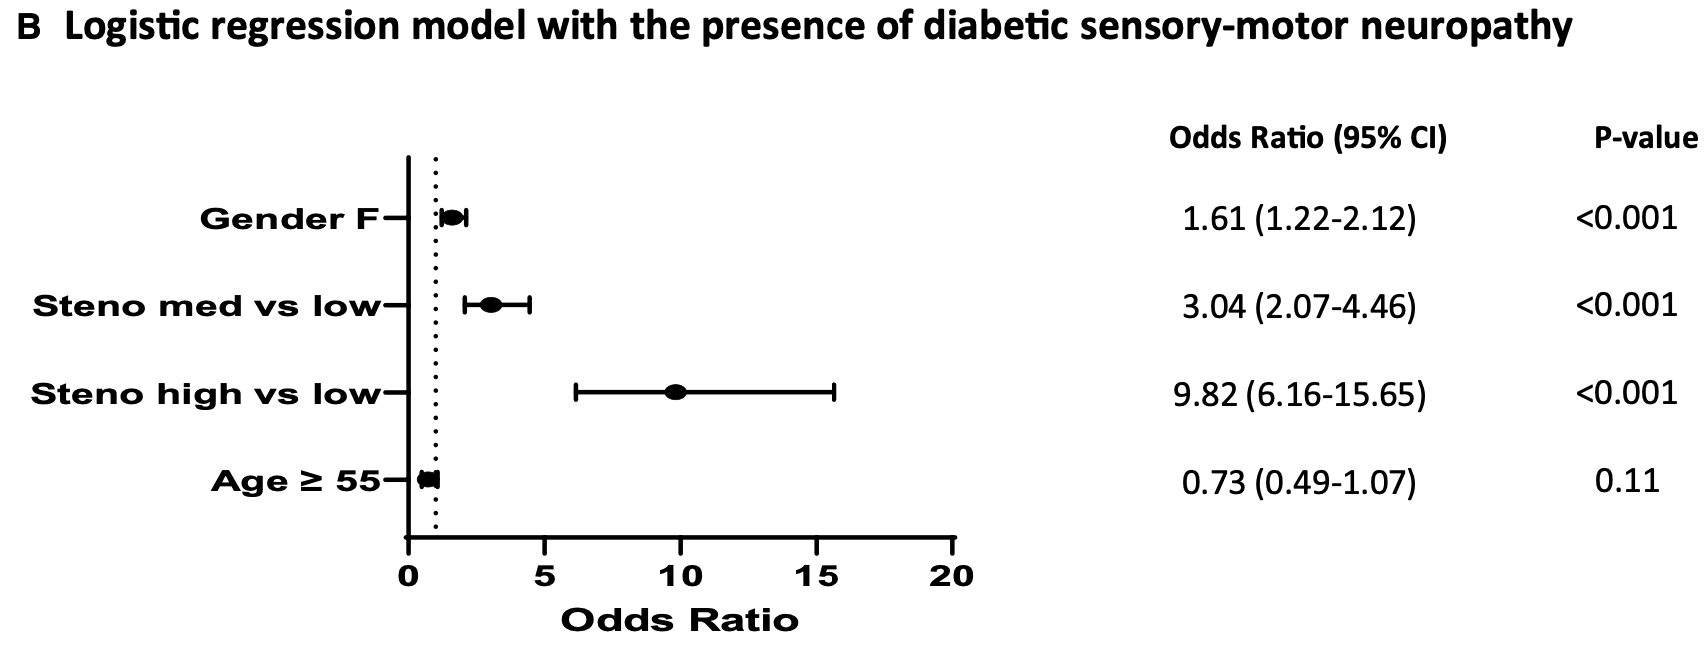 B Logistic regression model with the presence of diabetic sensory-motor neuropathy
Odds Ratio (95% CI) P-value
Gender F 1.61 (1.22-2.12) <0.001
Steno med vs low 3.04 (2.07-4.46) <0.001
Steno high vs low 9.82 (6.16-15.65) <0.001
Age ≥ 55 0.73 (0.49-1.07) 0.11
0 5 10 15 20
Odds Ratio